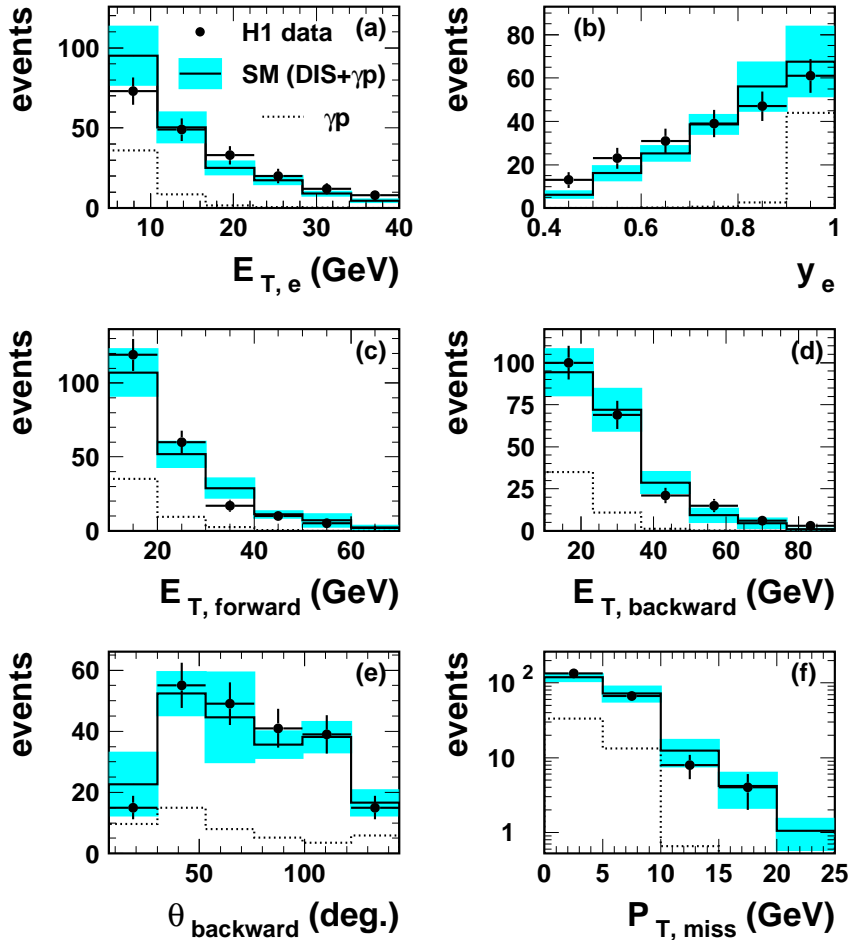 events
100
50
0
(a)
H1 data
SM (DIS+γp)
γp
10 20 30 40
E T, e (GeV)
events
80
60
40
20
0
(b)
0.4 0.6 0.8 1
y e
events
100
50
0
(c)
20 40 60
E T, forward (GeV)
events
100
75
50
25
0
(d)
20 40 60 80
E T, backward (GeV)
events
60
40
20
0
(e)
50 100
θ backward (deg.)
events
10 2
10
1
(f)
0 5 10 15 20 25
P T, miss (GeV)